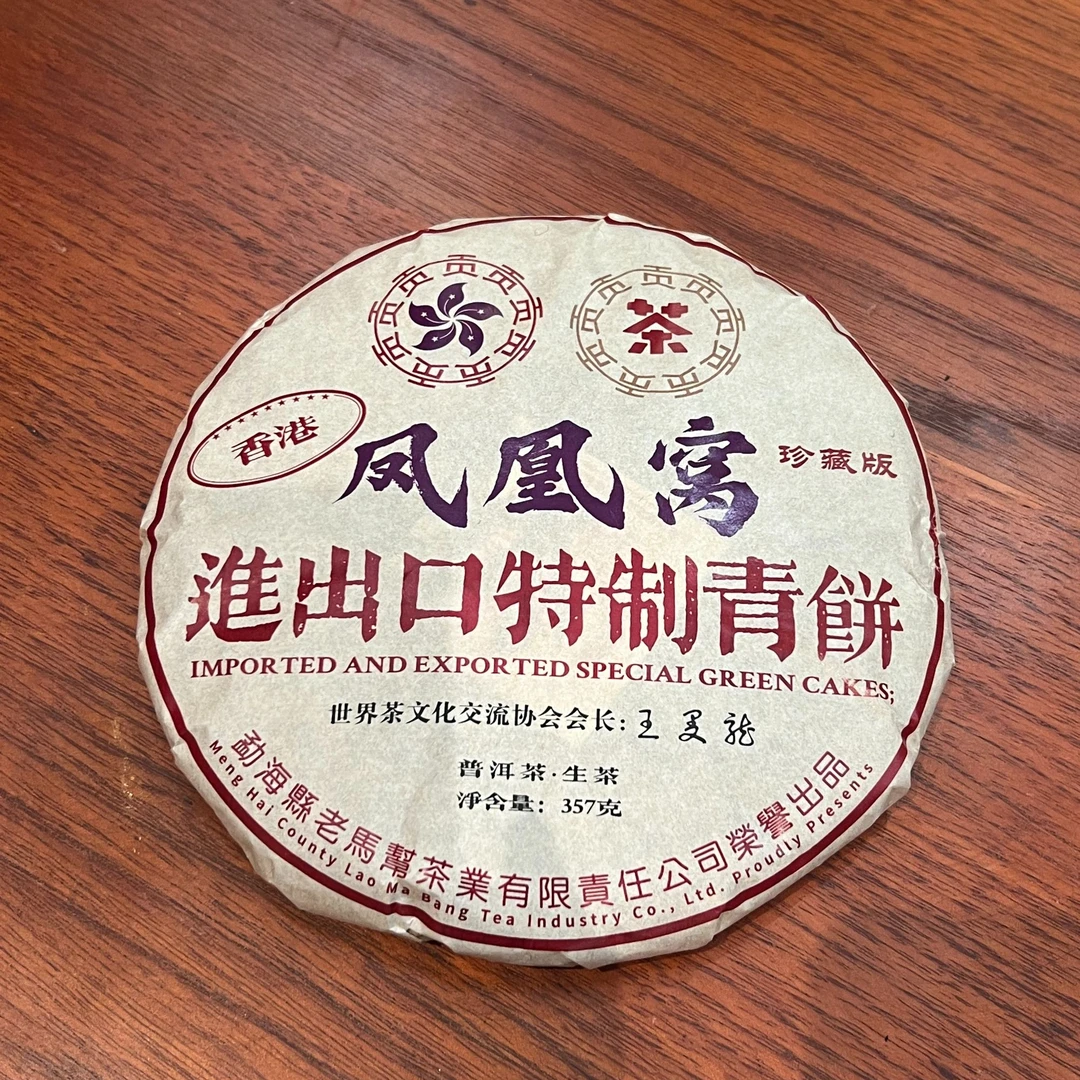 茶
香港
凤凰窝
珍藏版
進出口特制青餅
IMPORTED AND EXPORTED SPECIAL GREEN CAKES;
世界茶文化交流协会会长: 王
普洱茶·生茶
淨含量: 357克
勐海縣老馬幫茶業有限責任公司榮譽出品
Meng Hai County Lao Ma Bang Tea Industry Co., Ltd. Proudly Presents